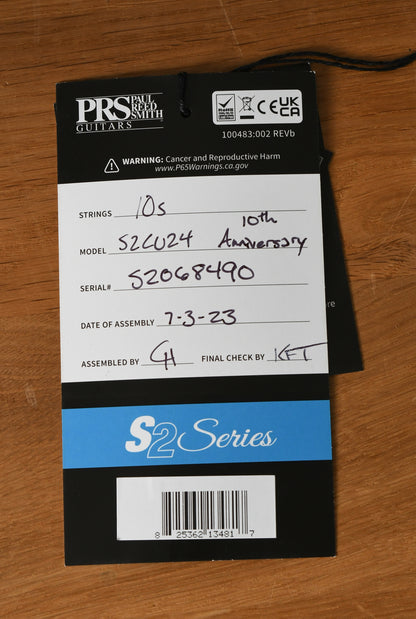 PRS PAUL REED SMITH
GUITARS
CE UK CA
100483:002 REVb
WARNING: Cancer and Reproductive Harm
www.P65Warnings.ca.gov
STRINGS 10s
MODEL S2CU24 10th Anniversary
SERIAL# S2068490
DATE OF ASSEMBLY 7-3-23
ASSEMBLED BY CH FINAL CHECK BY KFT
S2 Series
8 25362 13481 7